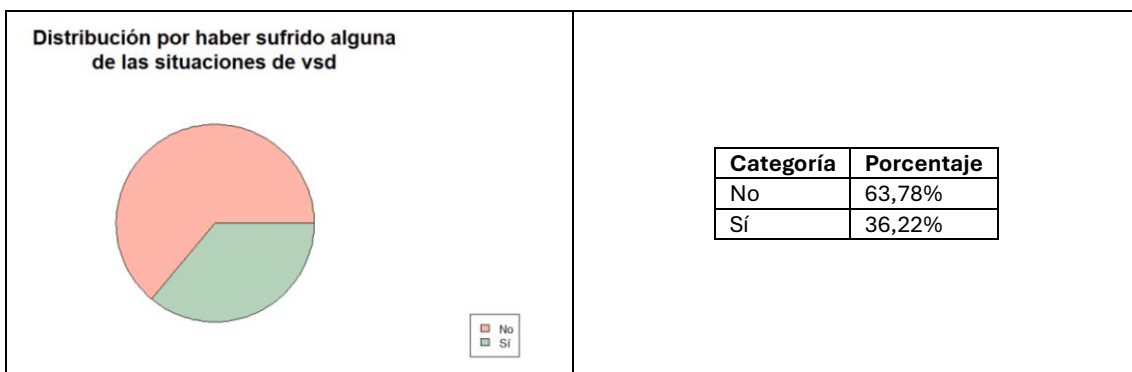 Distribución por haber sufrido alguna
de las situaciones de vsd
No
Sí
Categoría Porcentaje
No 63,78%
Sí 36,22%